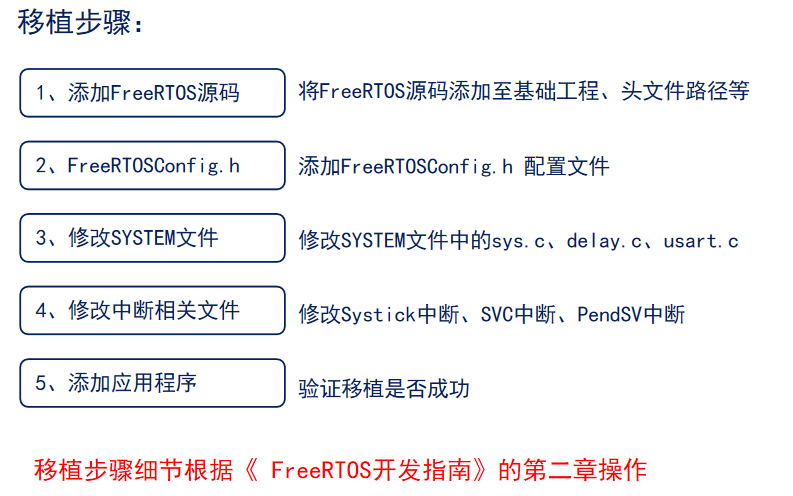 移植步骤：
1、添加FreeRTOS源码
将FreeRTOS源码添加至基础工程、头文件路径等
2、FreeRTOSConfig.h
添加FreeRTOSConfig.h 配置文件
3、修改SYSTEM文件
修改SYSTEM文件中的sys.c、delay.c、usart.c
4、修改中断相关文件
修改Systick中断、SVC中断、PendSV中断
5、添加应用程序
验证移植是否成功
移植步骤细节根据《 FreeRTOS开发指南》的第二章操作